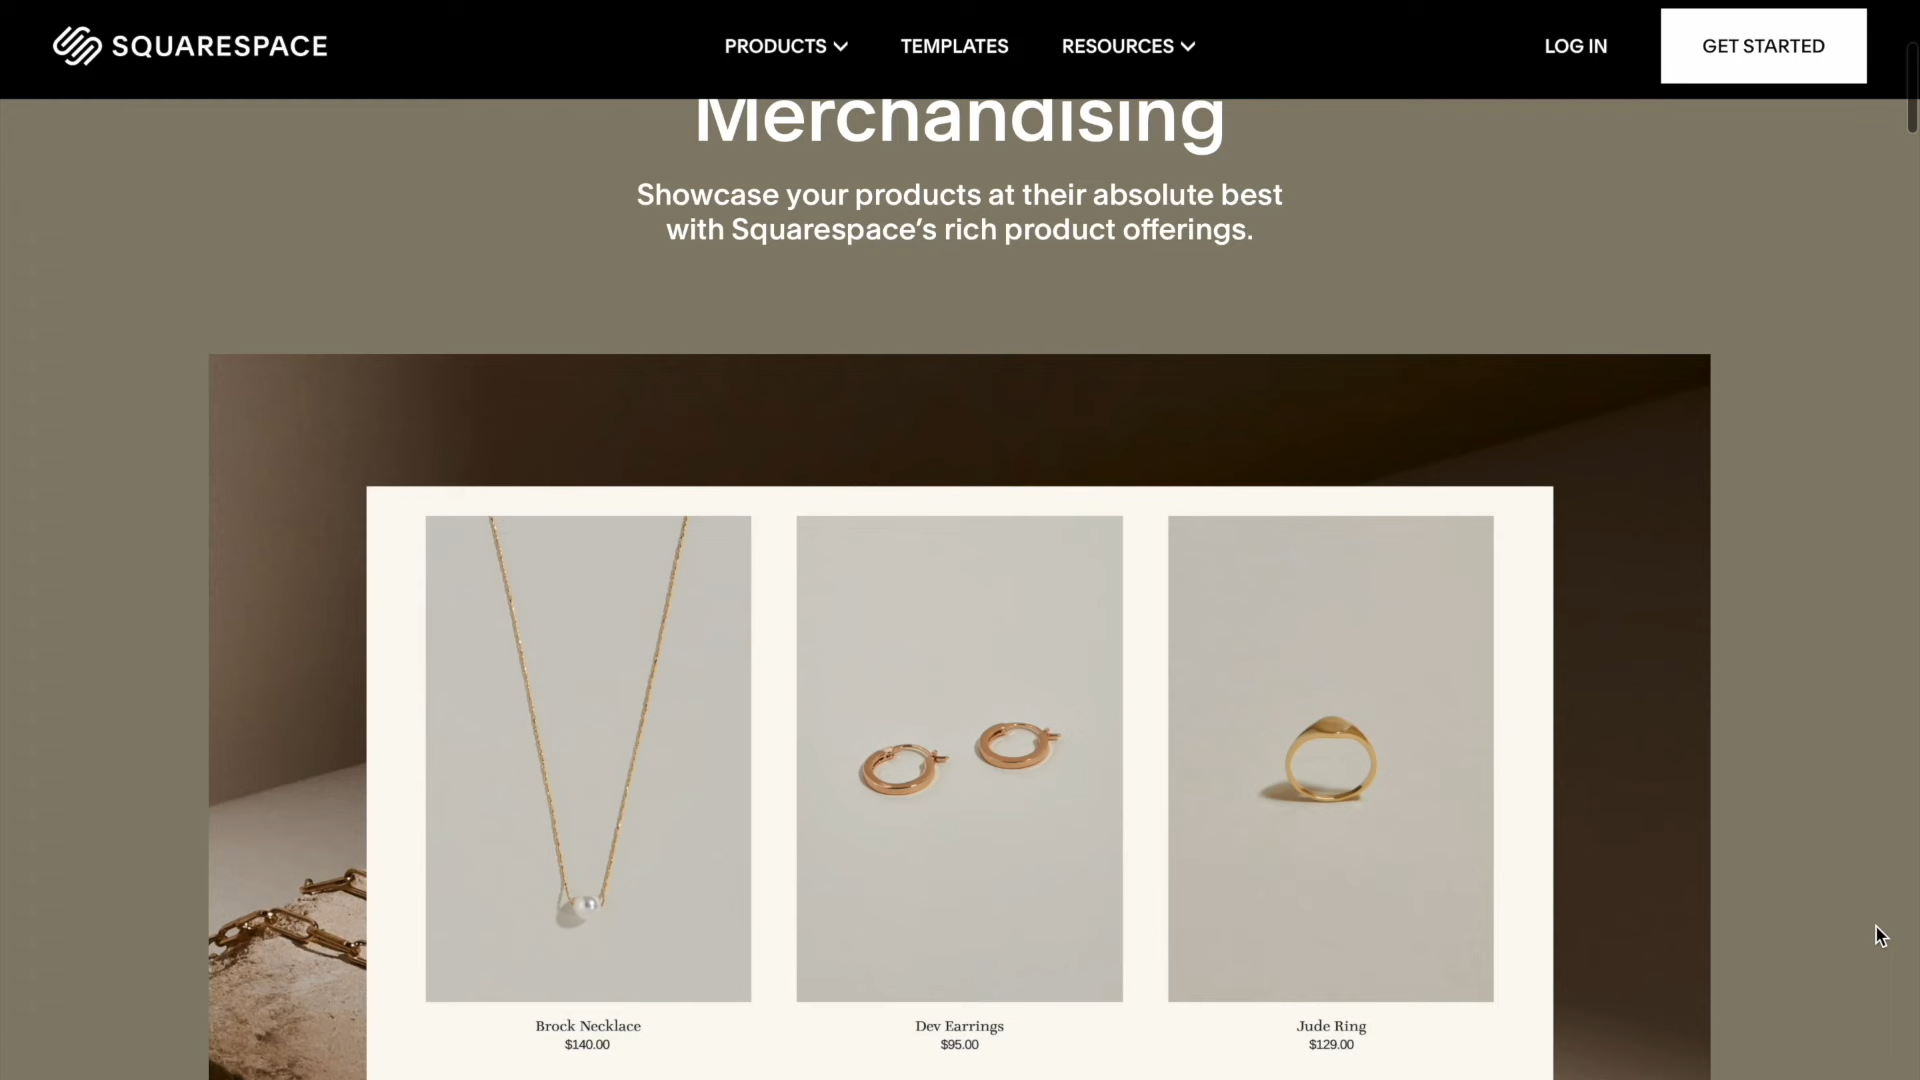 SQUARESPACE
PRODUCTS
TEMPLATES
RESOURCES
LOG IN
GET STARTED
Merchandising
Showcase your products at their absolute best
with Squarespace’s rich product offerings.
Brock Necklace
$140.00
Dev Earrings
$95.00
Jude Ring
$129.00